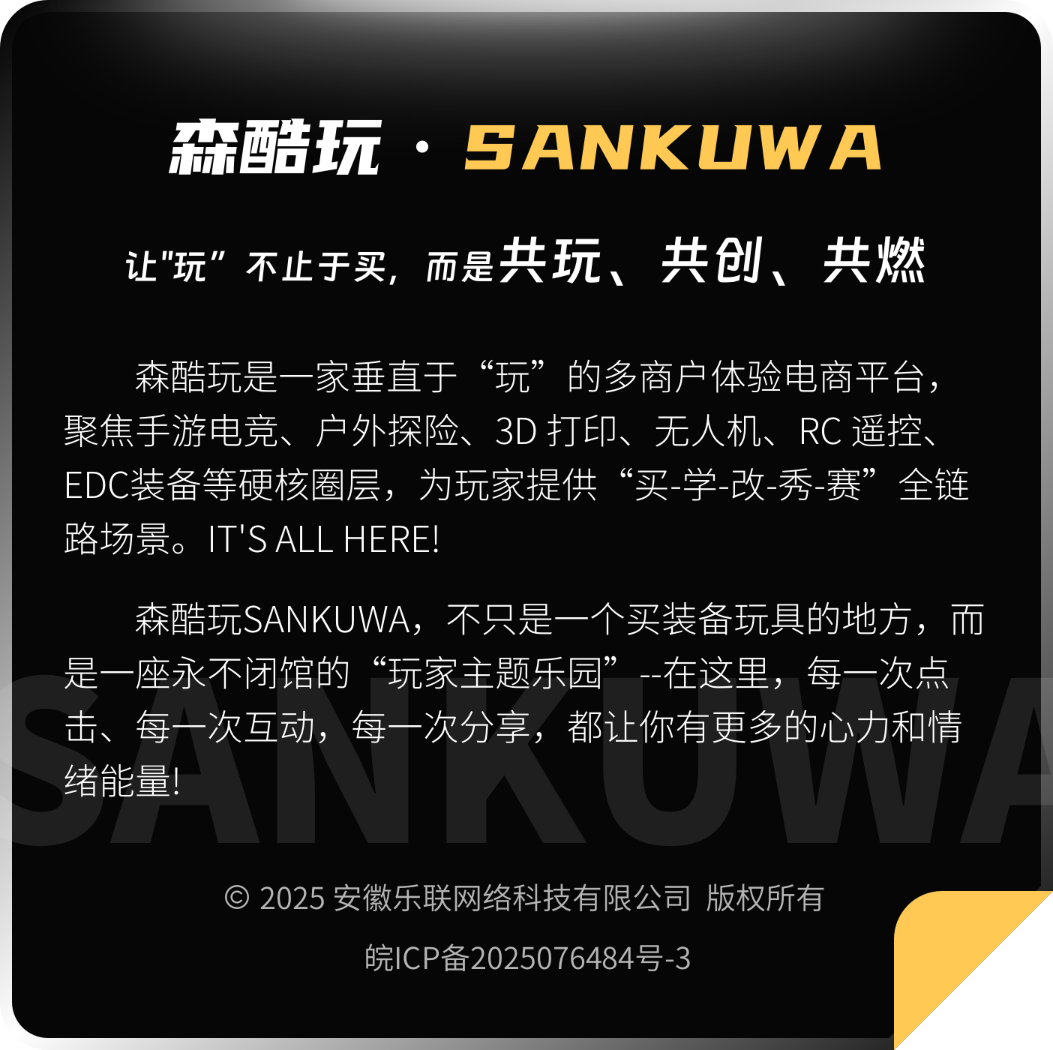 森酷玩 · SANKUWA
让"玩" 不止于买，而是共玩、共创、共燃
森酷玩是一家垂直于“玩”的多商户体验电商平台，
聚焦手游电竞、户外探险、3D 打印、无人机、RC 遥控、
EDC装备等硬核圈层，为玩家提供“买-学-改-秀-赛”全链
路场景。IT'S ALL HERE!
森酷玩SANKUWA，不只是一个买装备玩具的地方，而
是一座永不闭馆的“玩家主题乐园”--在这里，每一次点
击、每一次互动，每一次分享，都让你有更多的心力和情
绪能量!
SANKUWA
© 2025 安徽乐联网络科技有限公司 版权所有
皖ICP备2025076484号-3